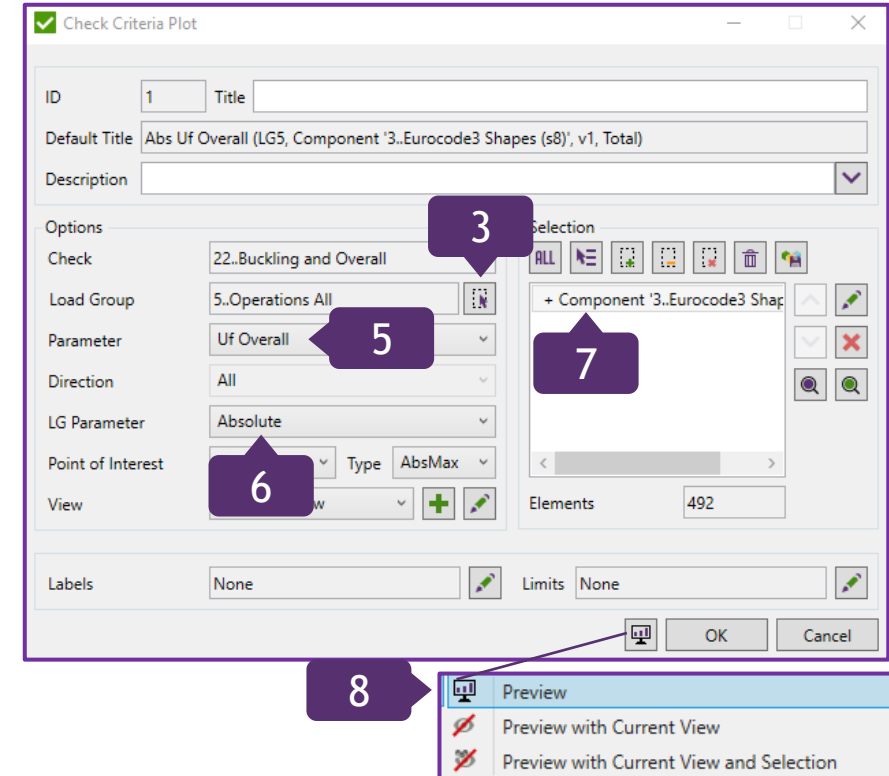 Check Criteria Plot
ID 1 Title
Default Title Abs Uf Overall (LG5, Component '3..Eurocode3 Shapes (s8)', v1, Total)
Description
Options
3
Selection
Check 22..Buckling and Overall
ALL
Load Group 5..Operations All
+ Component '3..Eurocode3 Shap
Parameter Uf Overall
5
7
Direction All
LG Parameter Absolute
Point of Interest
6
Type AbsMax
View w
Elements 492
Labels None
Limits None
OK Cancel
8
Preview
Preview with Current View
Preview with Current View and Selection